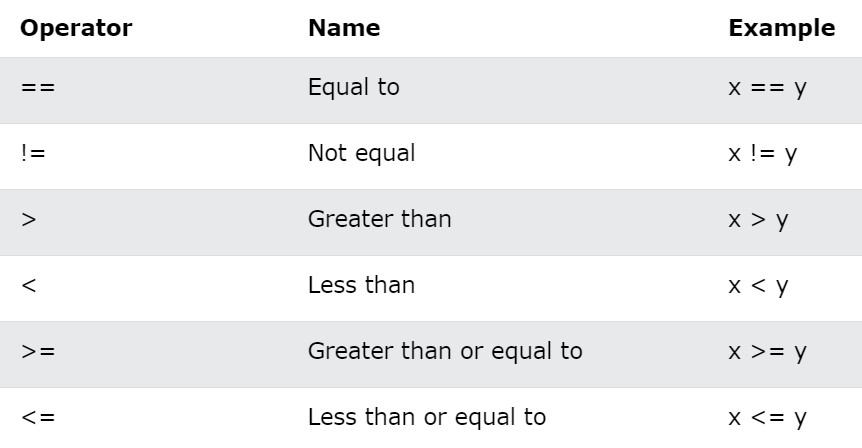 Operator Name Example
== Equal to x == y
!= Not equal x != y
> Greater than x > y
< Less than x < y
>= Greater than or equal to x >= y
<= Less than or equal to x <= y